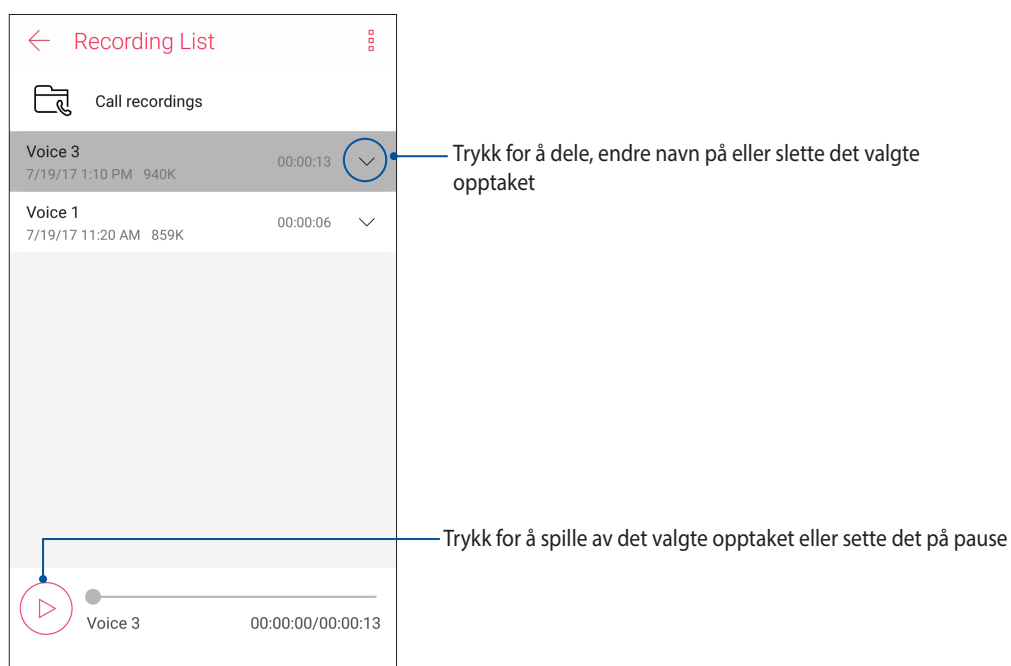 Recording List
Call recordings
Voice 3
00:00:13
7/19/17 1:10 PM 940K
Trykk for å dele, endre navn på eller slette det valgte
opptaket
Voice 1
00:00:06
7/19/17 11:20 AM 859K
Trykk for å spille av det valgte opptaket eller sette det på pause
Voice 3 00:00:00/00:00:13